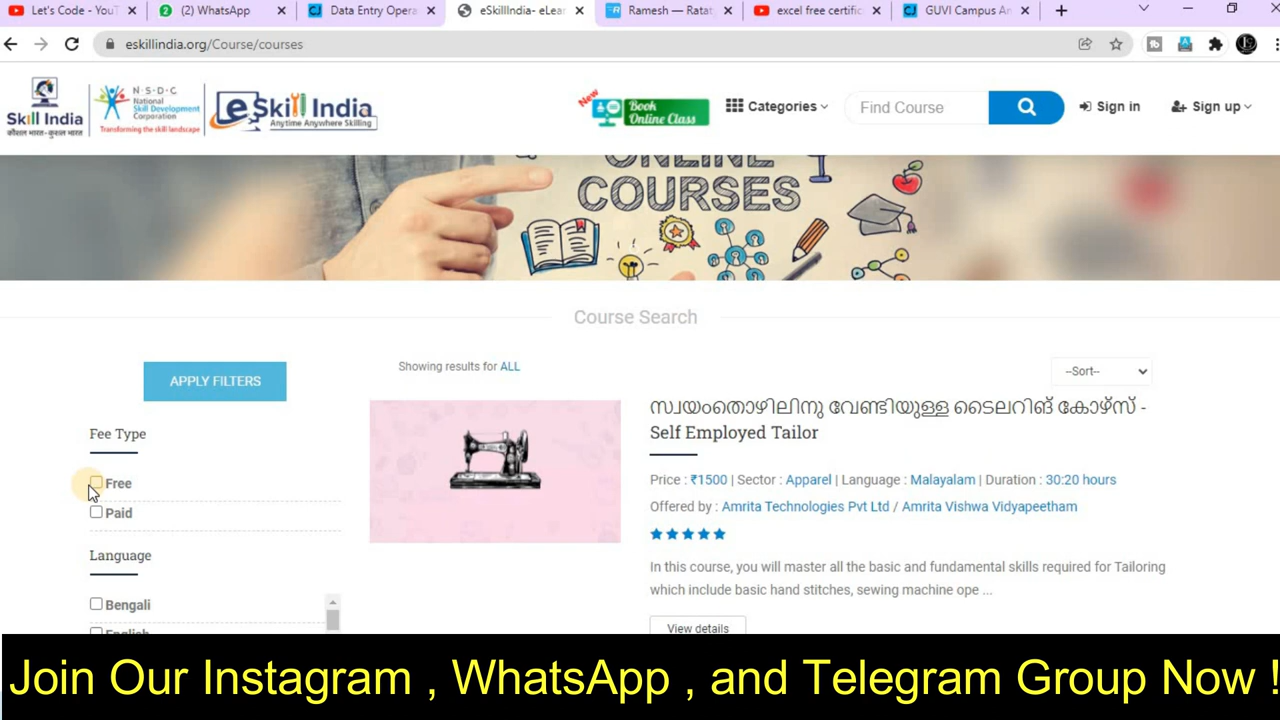 Let's Code - YouT
(2) WhatsApp
Data Entry Opera
eSkillIndia- eLear
Ramesh — Ratat
excel free certific
GUVI Campus Am
eskillindia.org/Course/courses
Skill India
कौशल भारत-कुशल भारत
N·S·D·C
National
Skill Development
Corporation
Transforming the skill landscape
eSkill India
Anytime Anywhere Skilling
New
Book
Online Class
Categories
Find Course
Sign in
Sign up
ONLINE
COURSES
Course Search
APPLY FILTERS
Showing results for ALL
--Sort--
Fee Type
Free
Paid
Language
Bengali
English
സ്വയംതൊഴിലിനു വേണ്ടിയുള്ള ടൈലറിങ് കോഴ്സ് -
Self Employed Tailor
Price : ₹1500 | Sector : Apparel | Language : Malayalam | Duration : 30:20 hours
Offered by : Amrita Technologies Pvt Ltd / Amrita Vishwa Vidyapeetham
In this course, you will master all the basic and fundamental skills required for Tailoring
which include basic hand stitches, sewing machine ope ...
View details
Join Our Instagram , WhatsApp , and Telegram Group Now !